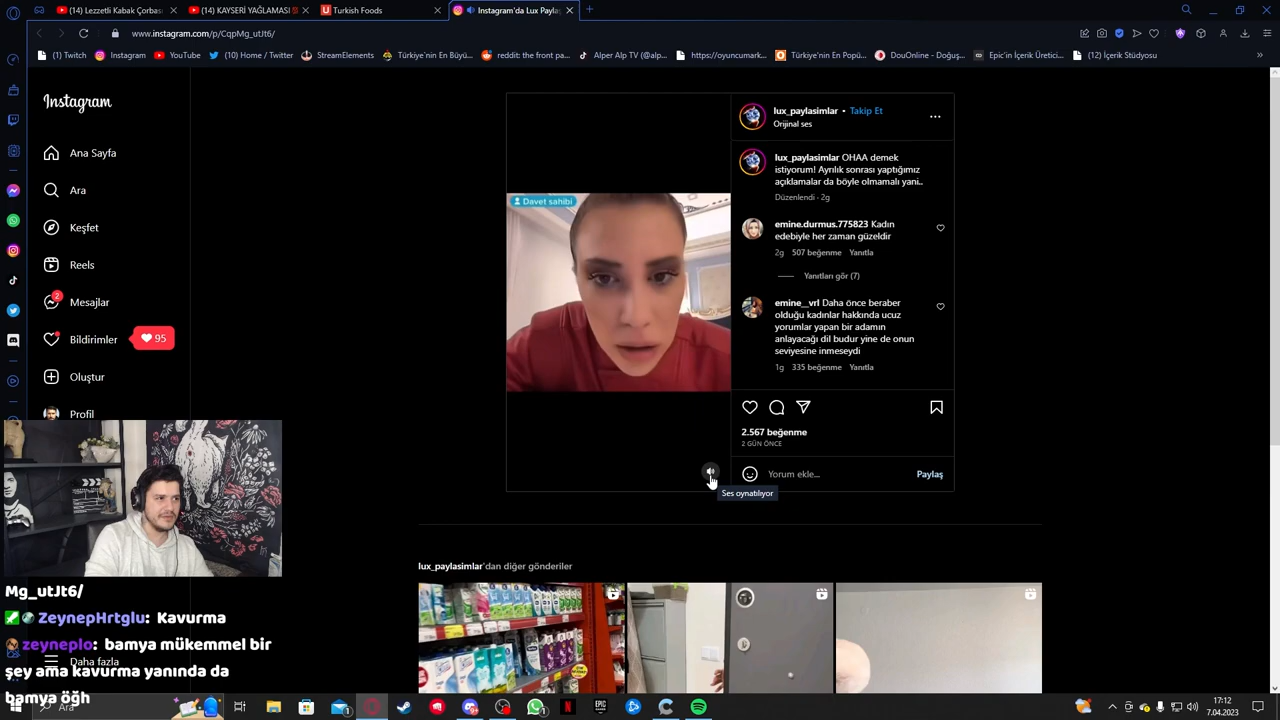 (14) Lezzetli Kabak Çorbası
(14) KAYSERİ YAĞLAMASI
Turkish Foods
Instagram'da Lux Paylaş
www.instagram.com/p/CqpMg_utJt6/
(1) Twitch
Instagram
YouTube
(10) Home / Twitter
StreamElements
Türkiye'nin En Büyü...
reddit: the front pa...
Alper Alp TV (@alp...
https://oyuncumark...
Türkiye'nin En Popü...
DouOnline - Doğuş...
Epic'in İçerik Üretici...
(12) İçerik Stüdyosu
Instagram
Ana Sayfa
Ara
Keşfet
Reels
2
Mesajlar
Bildirimler
95
Oluştur
Profil
Daha fazla
Davet sahibi
lux_paylasimlar • Takip Et
Orijinal ses
lux_paylasimlar OHAA demek
istiyorum! Ayrılık sonrası yaptığımız
açıklamalar da böyle olmamalı yani..
Düzenlendi · 2g
emine.durmus.775823 Kadın
edebiyle her zaman güzeldir
2g 507 beğenme Yanıtla
Yanıtları gör (7)
emine__vrl Daha önce beraber
olduğu kadınlar hakkında ucuz
yorumlar yapan bir adamın
anlayacağı dil budur yine de onun
seviyesine inmeseydi
1g 335 beğenme Yanıtla
2.567 beğenme
2 GÜN ÖNCE
Yorum ekle...
Paylaş
Ses oynatılıyor
lux_paylasimlar'dan diğer gönderiler
Mg_utJt6/
ZeynepHrtglu: Kavurma
zeyneplo: bamya mükemmel bir
şey ama kavurma yanında da
bamya öğh
Ara
17:12
7.04.2023